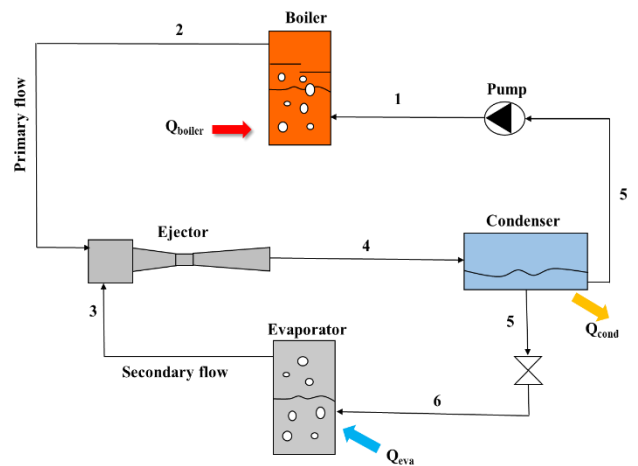 Boiler
2
Pump
1
Primary flow
Qboiler
5
Ejector
Condenser
4
3
5
Qcond
Evaporator
Secondary flow
6
Qeva